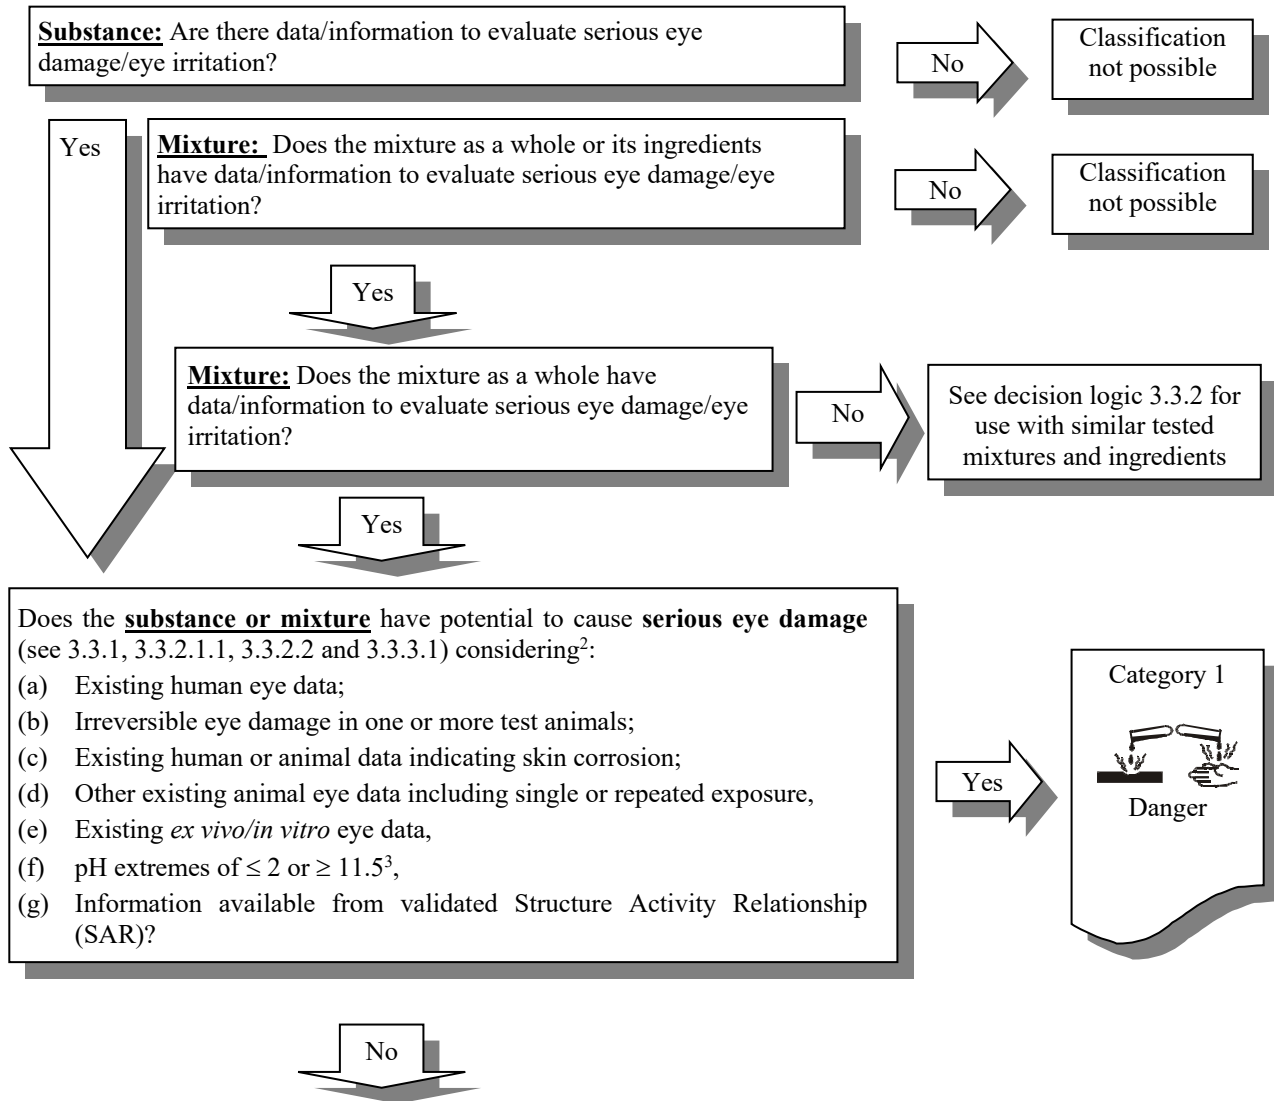 Substance: Are there data/information to evaluate serious eye
damage/eye irritation?
No
Classification
not possible
Yes
Mixture: Does the mixture as a whole or its ingredients
have data/information to evaluate serious eye damage/eye
irritation?
No
Classification
not possible
Yes
Mixture: Does the mixture as a whole have
data/information to evaluate serious eye damage/eye
irritation?
No
See decision logic 3.3.2 for
use with similar tested
mixtures and ingredients
Yes
Does the substance or mixture have potential to cause serious eye damage
(see 3.3.1, 3.3.2.1.1, 3.3.2.2 and 3.3.3.1) considering²:
(a) Existing human eye data;
(b) Irreversible eye damage in one or more test animals;
(c) Existing human or animal data indicating skin corrosion;
(d) Other existing animal eye data including single or repeated exposure,
(e) Existing ex vivo/in vitro eye data,
(f) pH extremes of ≤ 2 or ≥ 11.5³,
(g) Information available from validated Structure Activity Relationship
(SAR)?
Yes
Category 1
Danger
No